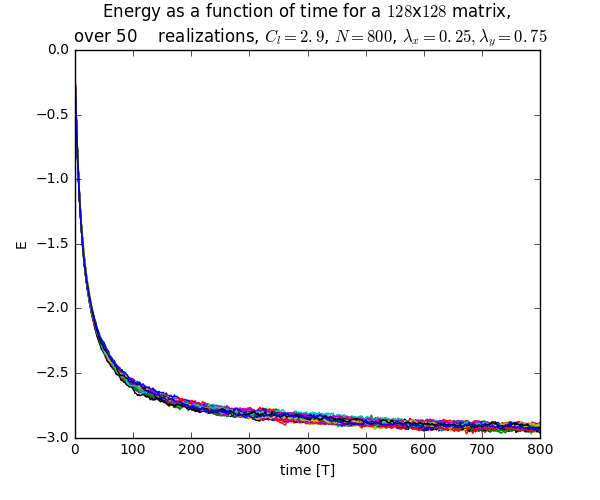 Energy as a function of time for a 128x128 matrix,
over 50    realizations, C_l = 2.9, N = 800, λ_x = 0.25, λ_y = 0.75
0.0
−0.5
−1.0
−1.5
−2.0
−2.5
−3.0
E
0 100 200 300 400 500 600 700 800
time [T]